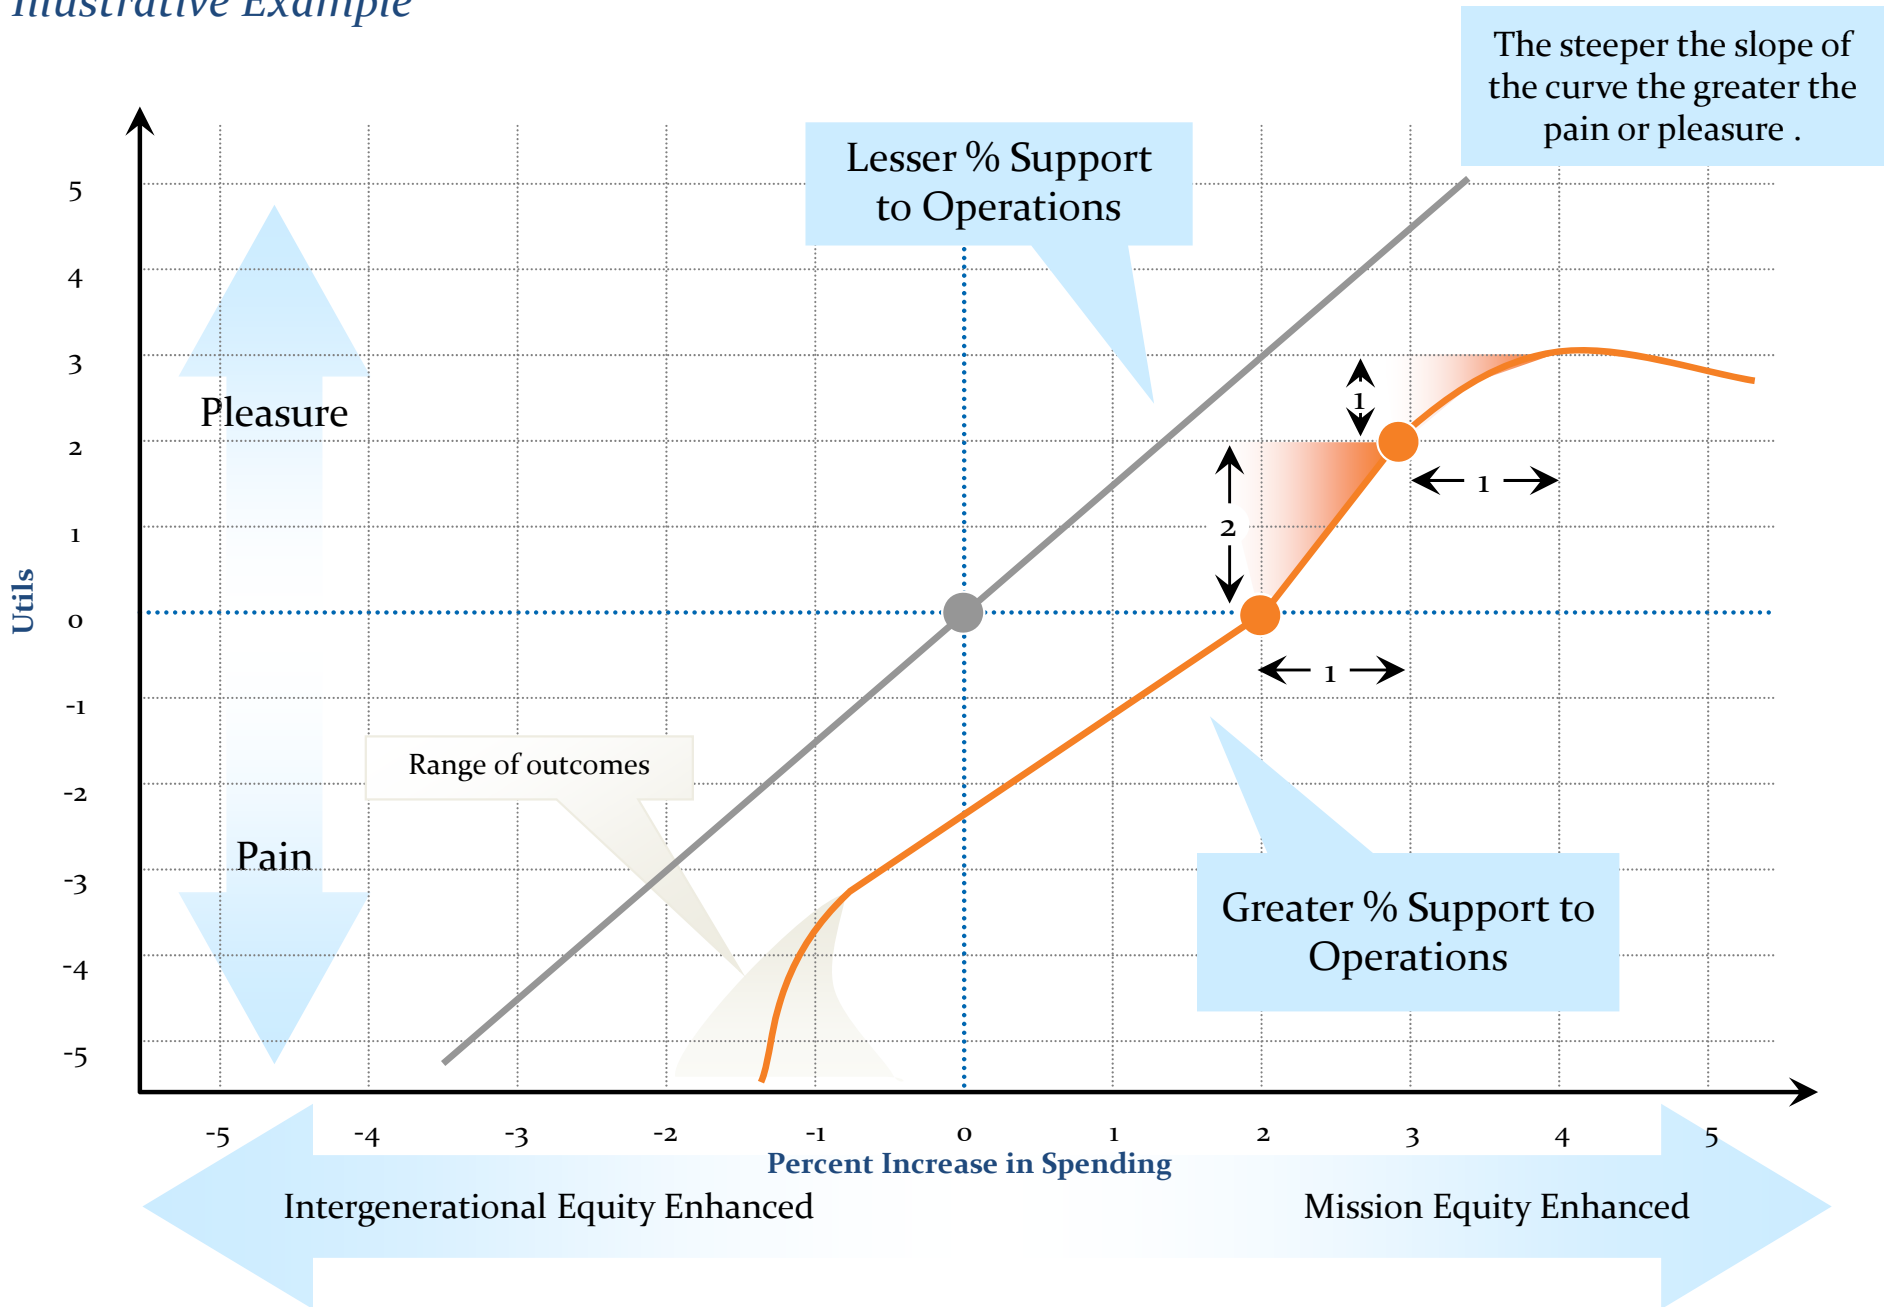 Illustrative Example
The steeper the slope of
the curve the greater the
pain or pleasure .
Lesser % Support
to Operations
5
4
3
2
1
0
-1
-2
-3
-4
-5
Utils
Pleasure
Pain
1
1
2
1
Range of outcomes
Greater % Support to
Operations
-5 -4 -3 -2 -1 0 1 2 3 4 5
Percent Increase in Spending
Intergenerational Equity Enhanced
Mission Equity Enhanced